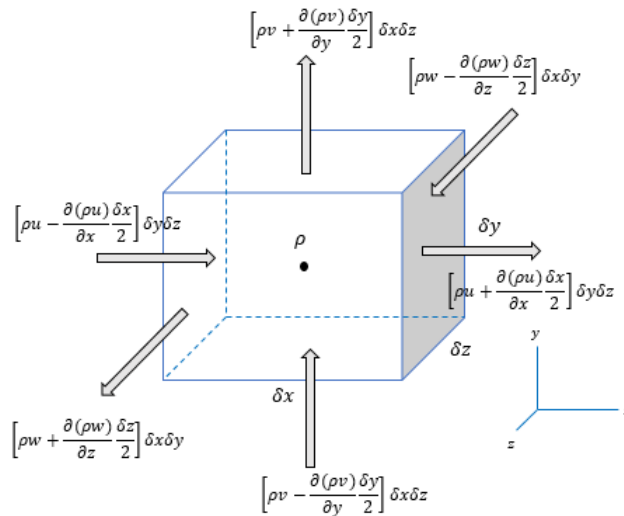 [ρv + ∂(ρv)/∂y δy/2] δxδz
[ρw − ∂(ρw)/∂z δz/2] δxδy
[ρu − ∂(ρu)/∂x δx/2] δyδz
ρ
δy
[ρu + ∂(ρu)/∂x δx/2] δyδz
δz
y
δx
z
[ρw + ∂(ρw)/∂z δz/2] δxδy
[ρv − ∂(ρv)/∂y δy/2] δxδz